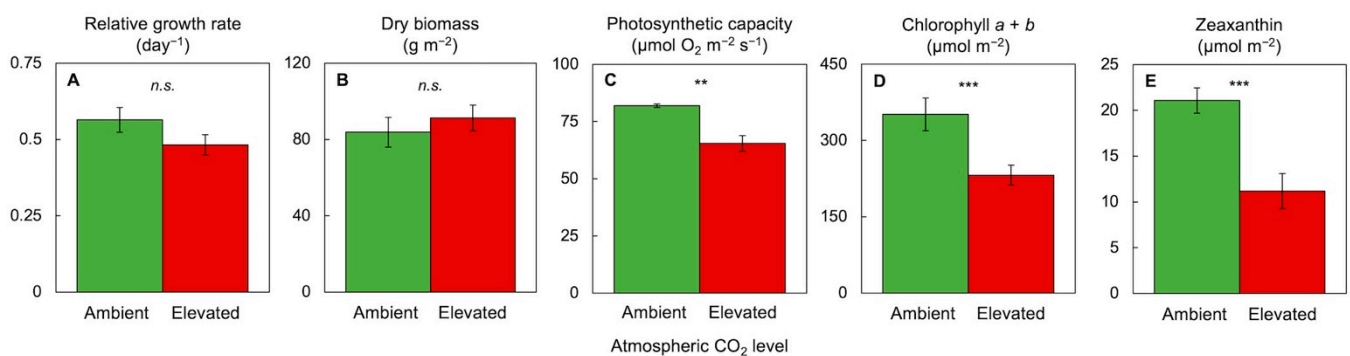 Relative growth rate
(day⁻¹)
0.75
0.5
0.25
0
A
n.s.
Ambient Elevated
Dry biomass
(g m⁻²)
120
80
40
0
B
n.s.
Ambient Elevated
Photosynthetic capacity
(µmol O₂ m⁻² s⁻¹)
100
75
50
25
0
C
**
Ambient Elevated
Chlorophyll a + b
(µmol m⁻²)
450
300
150
0
D
***
Ambient Elevated
Zeaxanthin
(µmol m⁻²)
25
20
15
10
5
0
E
***
Ambient Elevated
Atmospheric CO₂ level